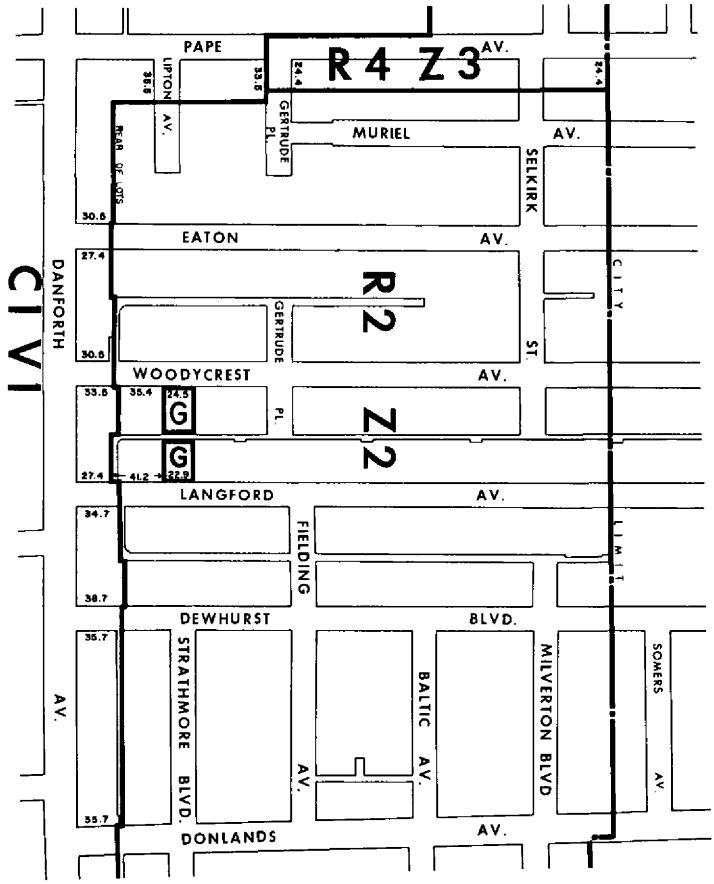 PAPE AV.
R4 Z3
35.5
33.5
24.4
24.4
LIPTON AV.
GERTRUDE PL.
MURIEL AV.
REAR OF LOTS
SELKIRK ST.
30.5
EATON AV.
27.4
CIVI
DANFORTH AV.
R2 Z2
CITY LIMIT
GERTRUDE PL.
30.5
WOODYCREST AV.
33.5 35.4 24.5
G
G
27.4 41.2 22.9
LANGFORD AV.
34.7
FIELDING AV.
38.7
DEWHURST BLVD.
35.7
STRATHMORE BLVD.
BALTIC AV.
MILVERTON BLVD
SOMERS AV.
35.7
DONLANDS AV.